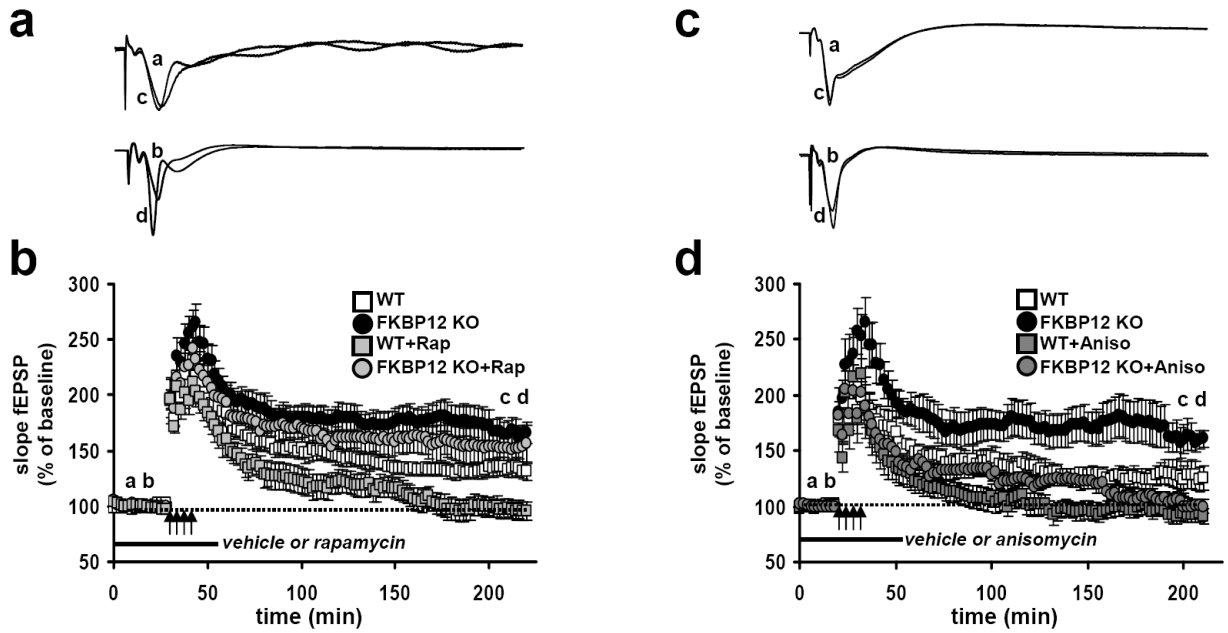 a
a
c
b
d
b
slope fEPSP
(% of baseline)
300
250
200
150
100
50
WT
FKBP12 KO
WT+Rap
FKBP12 KO+Rap
c d
a b
vehicle or rapamycin
0
50
100
150
200
time (min)
c
a
c
b
d
d
slope fEPSP
(% of baseline)
300
250
200
150
100
50
WT
FKBP12 KO
WT+Aniso
FKBP12 KO+Aniso
c d
a b
vehicle or anisomycin
0
50
100
150
200
time (min)